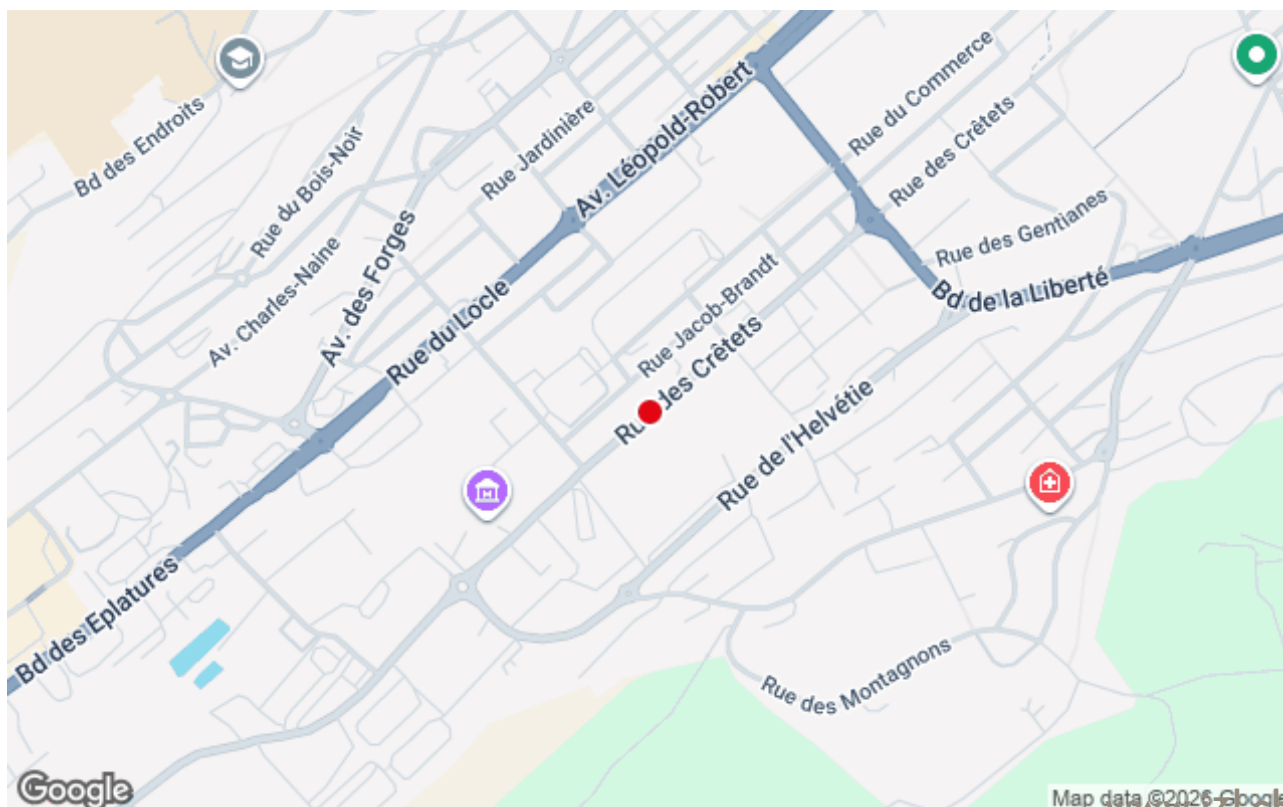 Bd des Endroits
Rue du Bois-Noir
Av. Charles-Naine
Av. des Forges
Rue Jardinière
Av. Léopold-Robert
Rue du Locle
Rue du Commerce
Rue des Crêtets
Rue des Gentianes
Bd de la Liberté
Rue Jacob-Brandt
des Crêtets
Rue de l'Helvétie
Bd des Eplatures
Rue des Montagnons
H
Google
Map data ©2026 Google